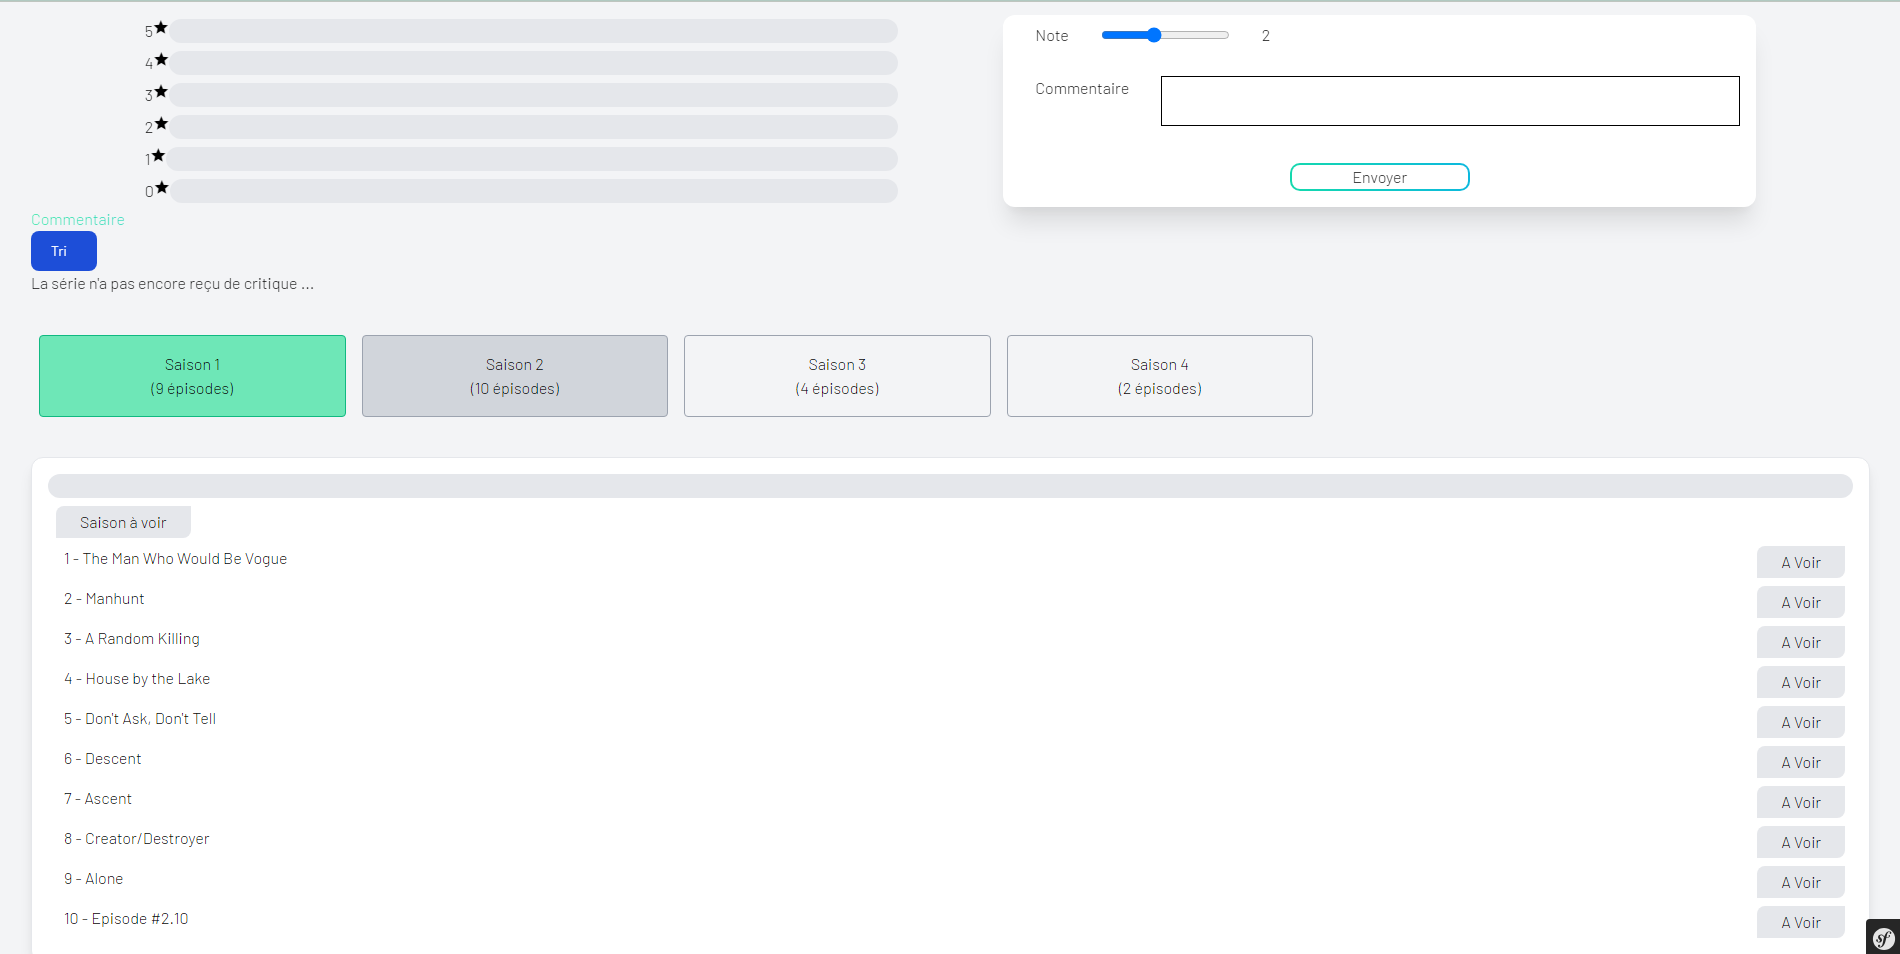 5
4
3
2
1
0
Note 2
Commentaire
Envoyer
Commentaire
Tri
La série n'a pas encore reçu de critique ...
Saison 1
(9 épisodes)
Saison 2
(10 épisodes)
Saison 3
(4 épisodes)
Saison 4
(2 épisodes)
Saison à voir
1 - The Man Who Would Be Vogue A Voir
2 - Manhunt A Voir
3 - A Random Killing A Voir
4 - House by the Lake A Voir
5 - Don't Ask, Don't Tell A Voir
6 - Descent A Voir
7 - Ascent A Voir
8 - Creator/Destroyer A Voir
9 - Alone A Voir
10 - Episode #2.10 A Voir
sf